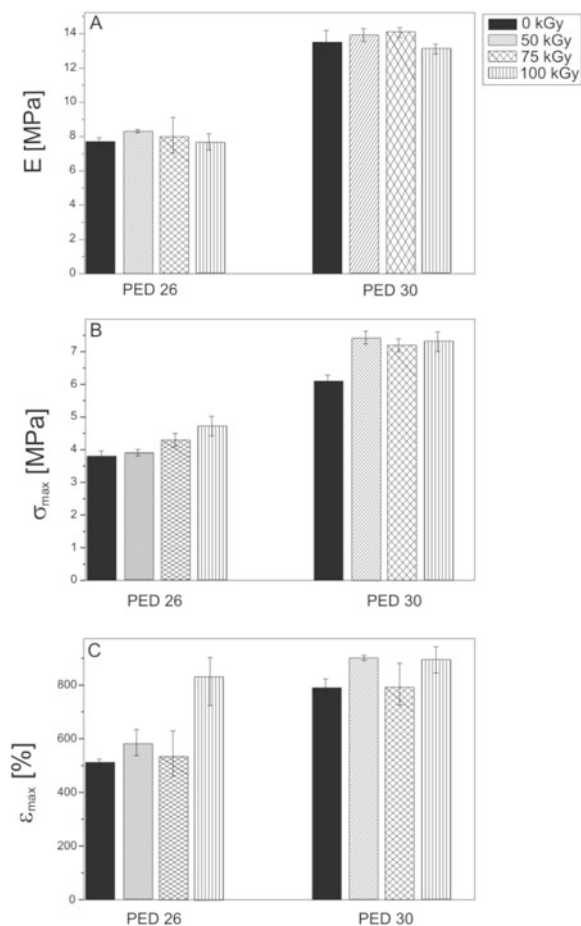 A
14
12
10
8
6
4
2
0
E [MPa]
PED 26 PED 30
0 kGy
50 kGy
75 kGy
100 kGy
B
7
6
5
4
3
2
1
0
σmax [MPa]
PED 26 PED 30
C
800
600
400
200
0
εmax [%]
PED 26 PED 30